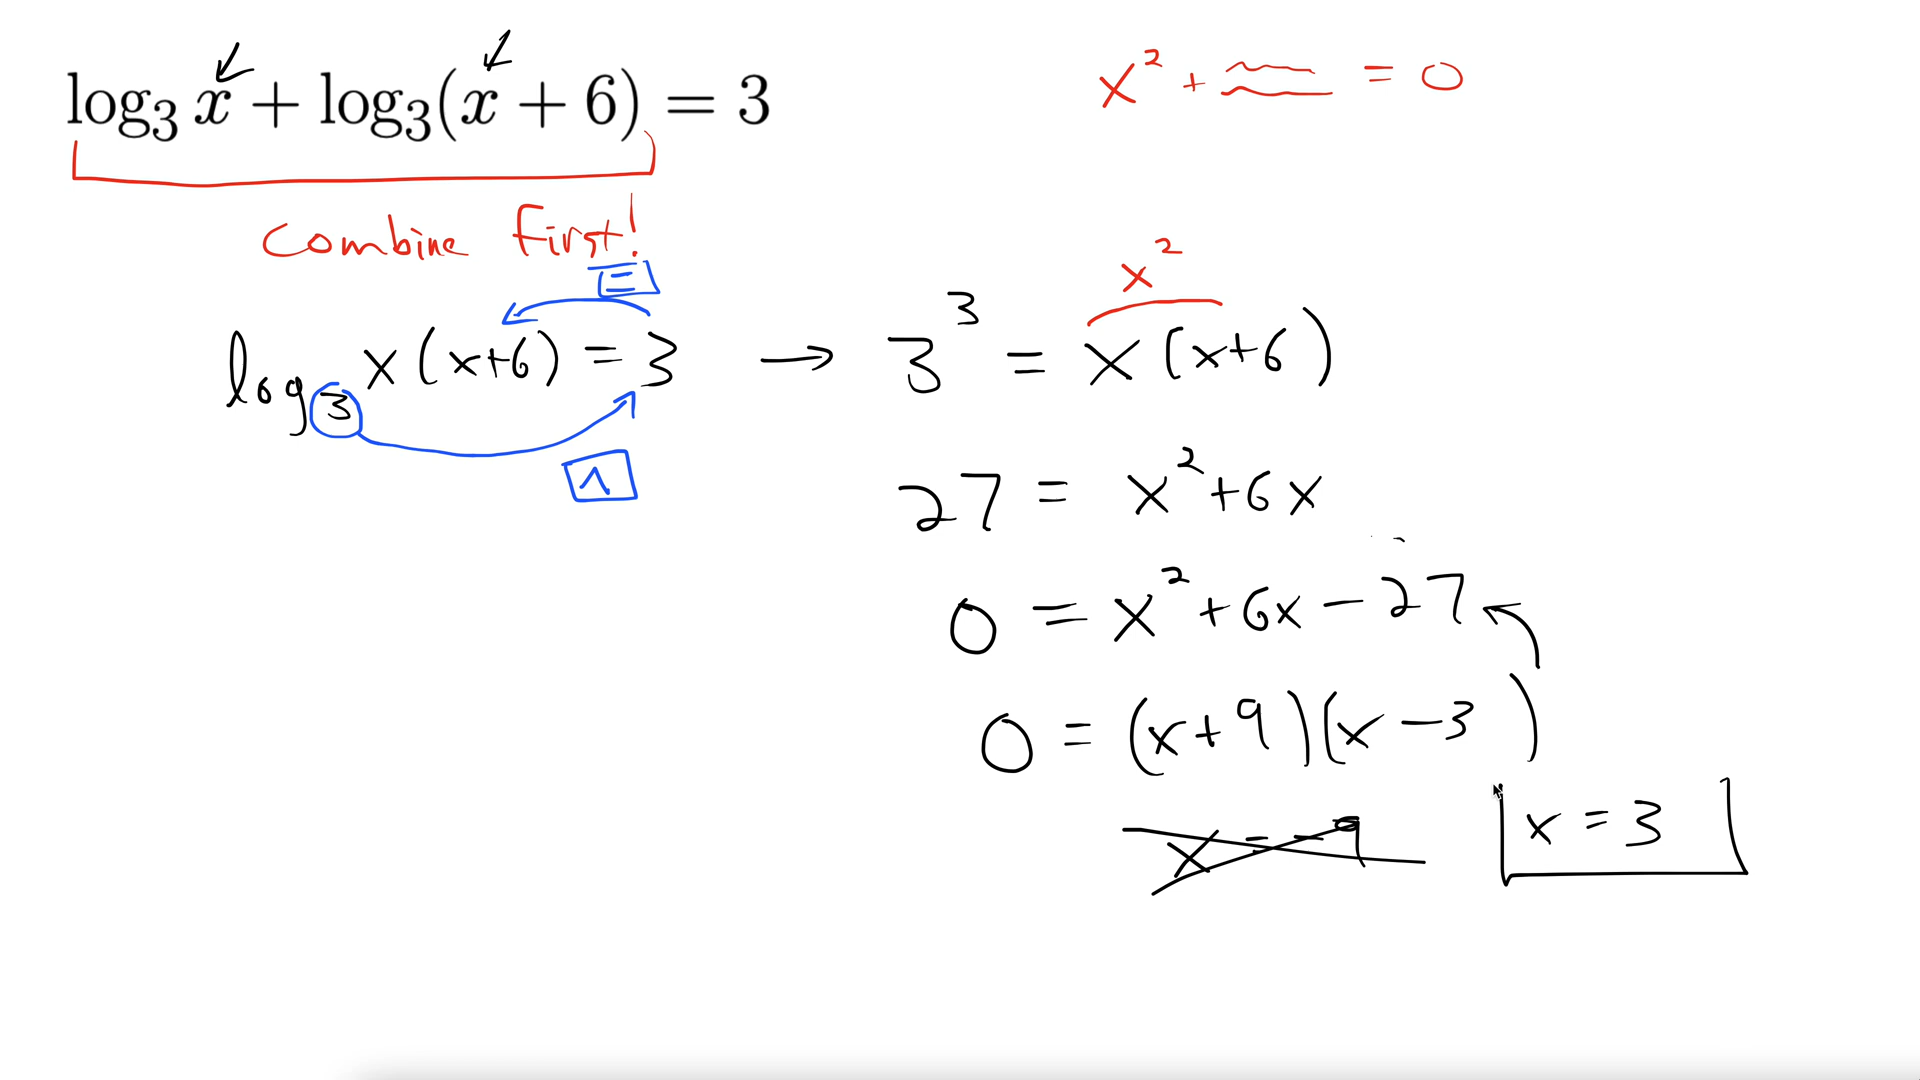 log₃ x + log₃(x + 6) = 3
x² + = 0
Combine First!
=
x²
log₃ x(x+6) = 3 → 3³ = x(x+6)
^
27 = x² + 6x
0 = x² + 6x - 27
0 = (x+9)(x-3)
x = -9 x = 3